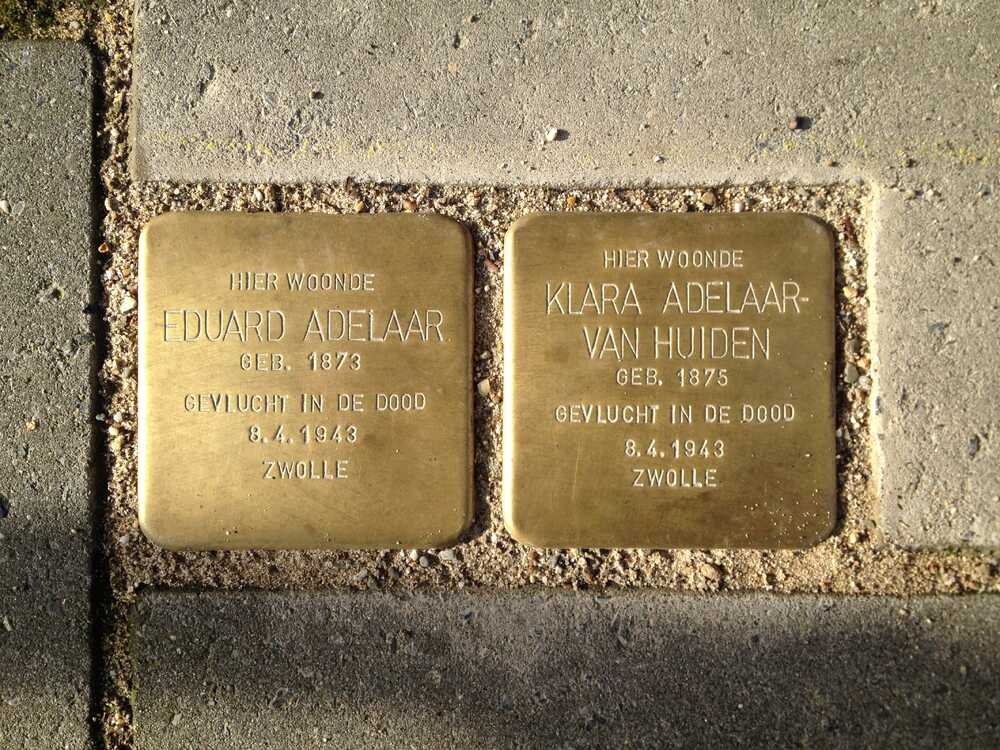 HIER WOONDE
EDUARD ADELAAR
GEB. 1873
GEVLUCHT IN DE DOOD
8.4.1943
ZWOLLE
HIER WOONDE
KLARA ADELAAR-
VAN HUIDEN
GEB. 1875
GEVLUCHT IN DE DOOD
8.4.1943
ZWOLLE